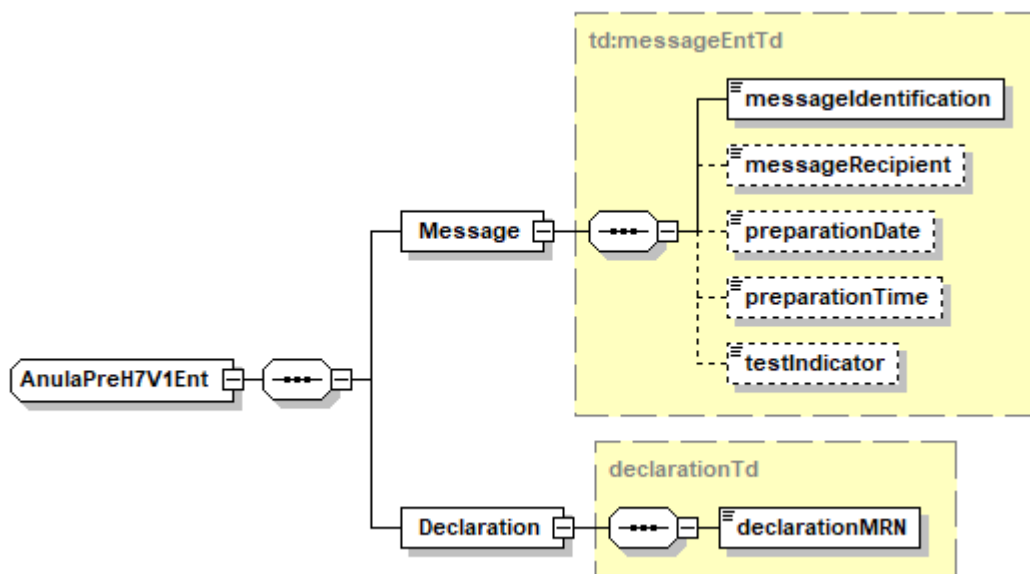 td:messageEntTd
messageIdentification
messageRecipient
Message
preparationDate
preparationTime
testIndicator
AnulaPreH7V1Ent
declarationTd
Declaration
declarationMRN